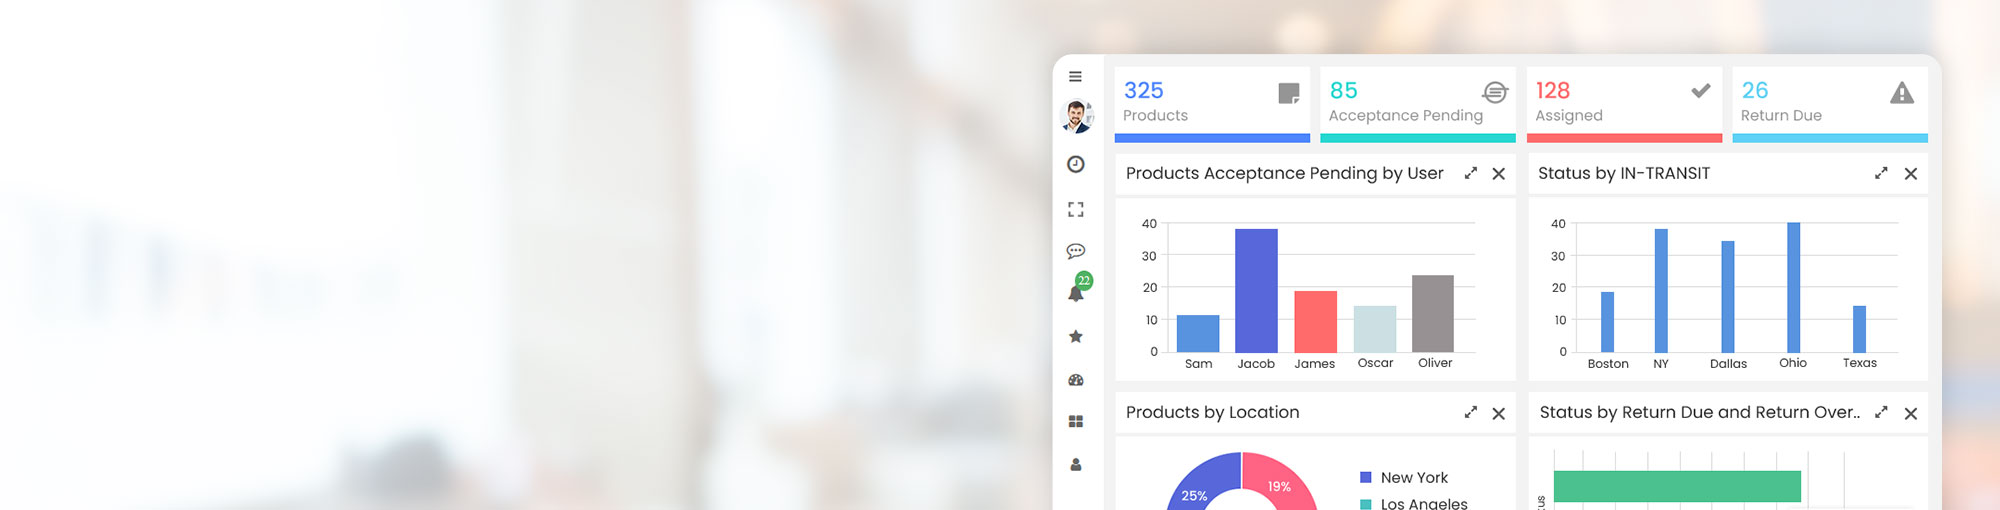 325
Products
85
Acceptance Pending
128
Assigned
26
Return Due
22
Products Acceptance Pending by User
40
30
20
10
0
Sam Jacob James Oscar Oliver
Status by IN-TRANSIT
40
30
20
10
0
Boston NY Dallas Ohio Texas
Products by Location
25%
19%
New York
Los Angeles
Status by Return Due and Return Over..